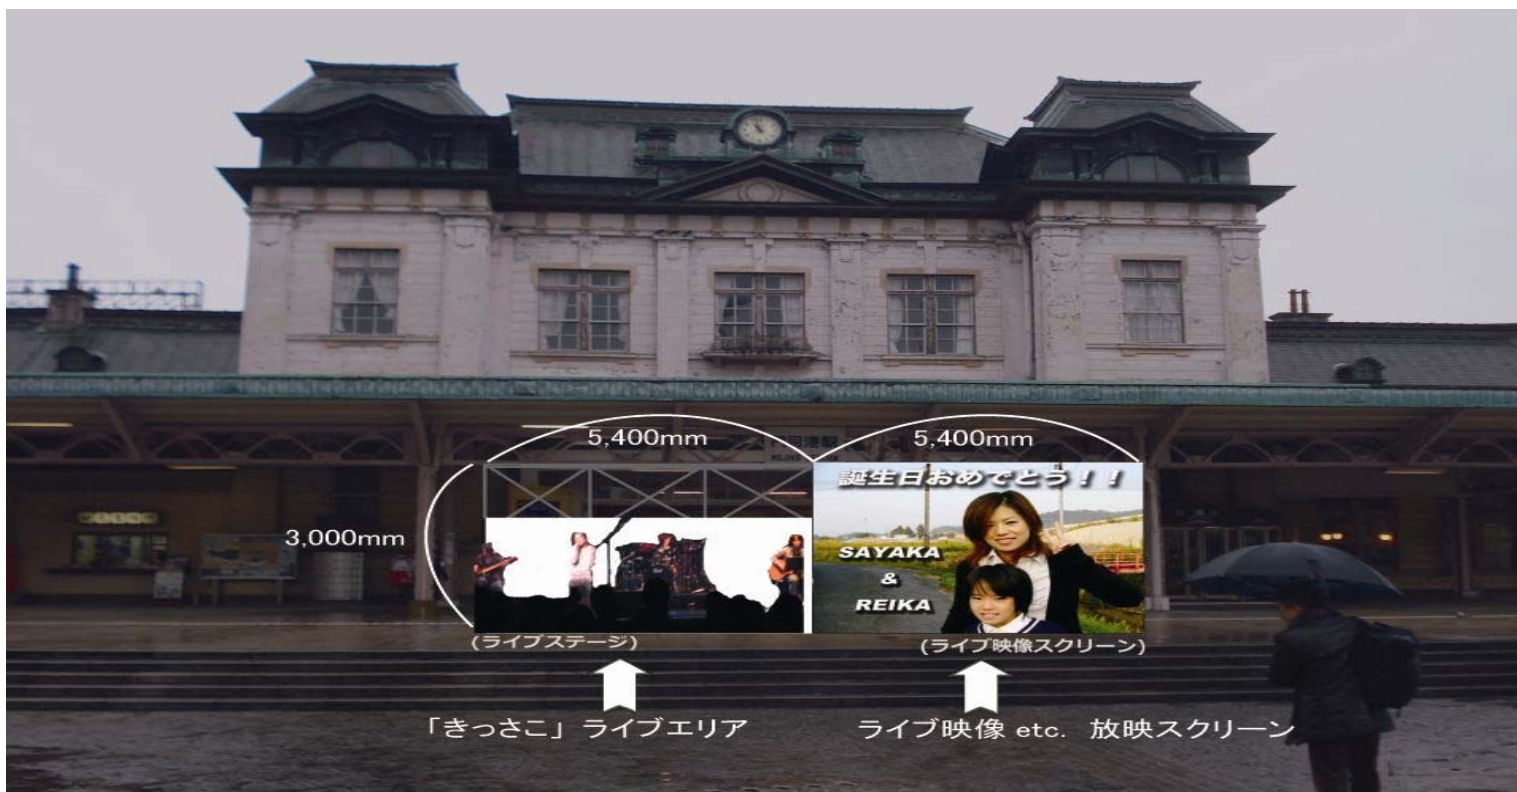 5,400mm
5,400mm
3,000mm
誕生日おめでとう！！
SAYAKA
&
REIKA
(ライブステージ)
(ライブ映像スクリーン)
「きっさこ」ライブエリア
ライブ映像 etc. 放映スクリーン